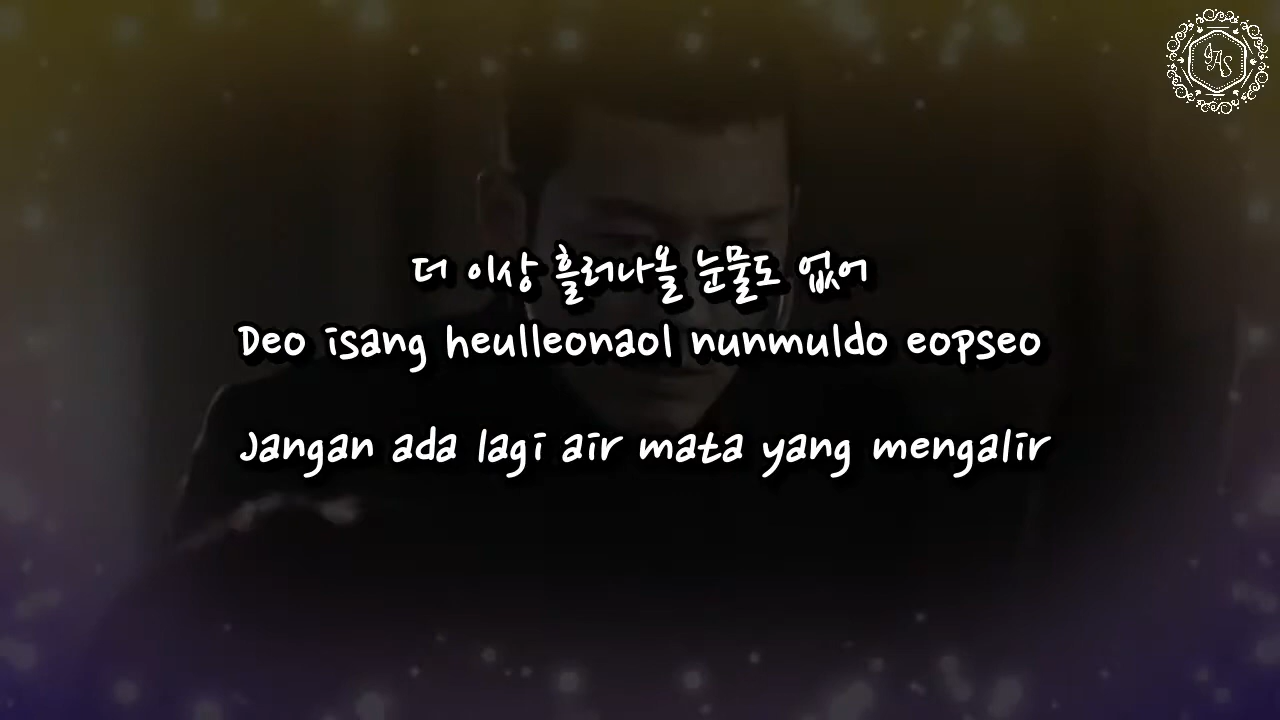 JAS
더 이상 흘러나올 눈물도 없어
Deo isang heulleonaol nunmuldo eopseo
Jangan ada lagi air mata yang mengalir